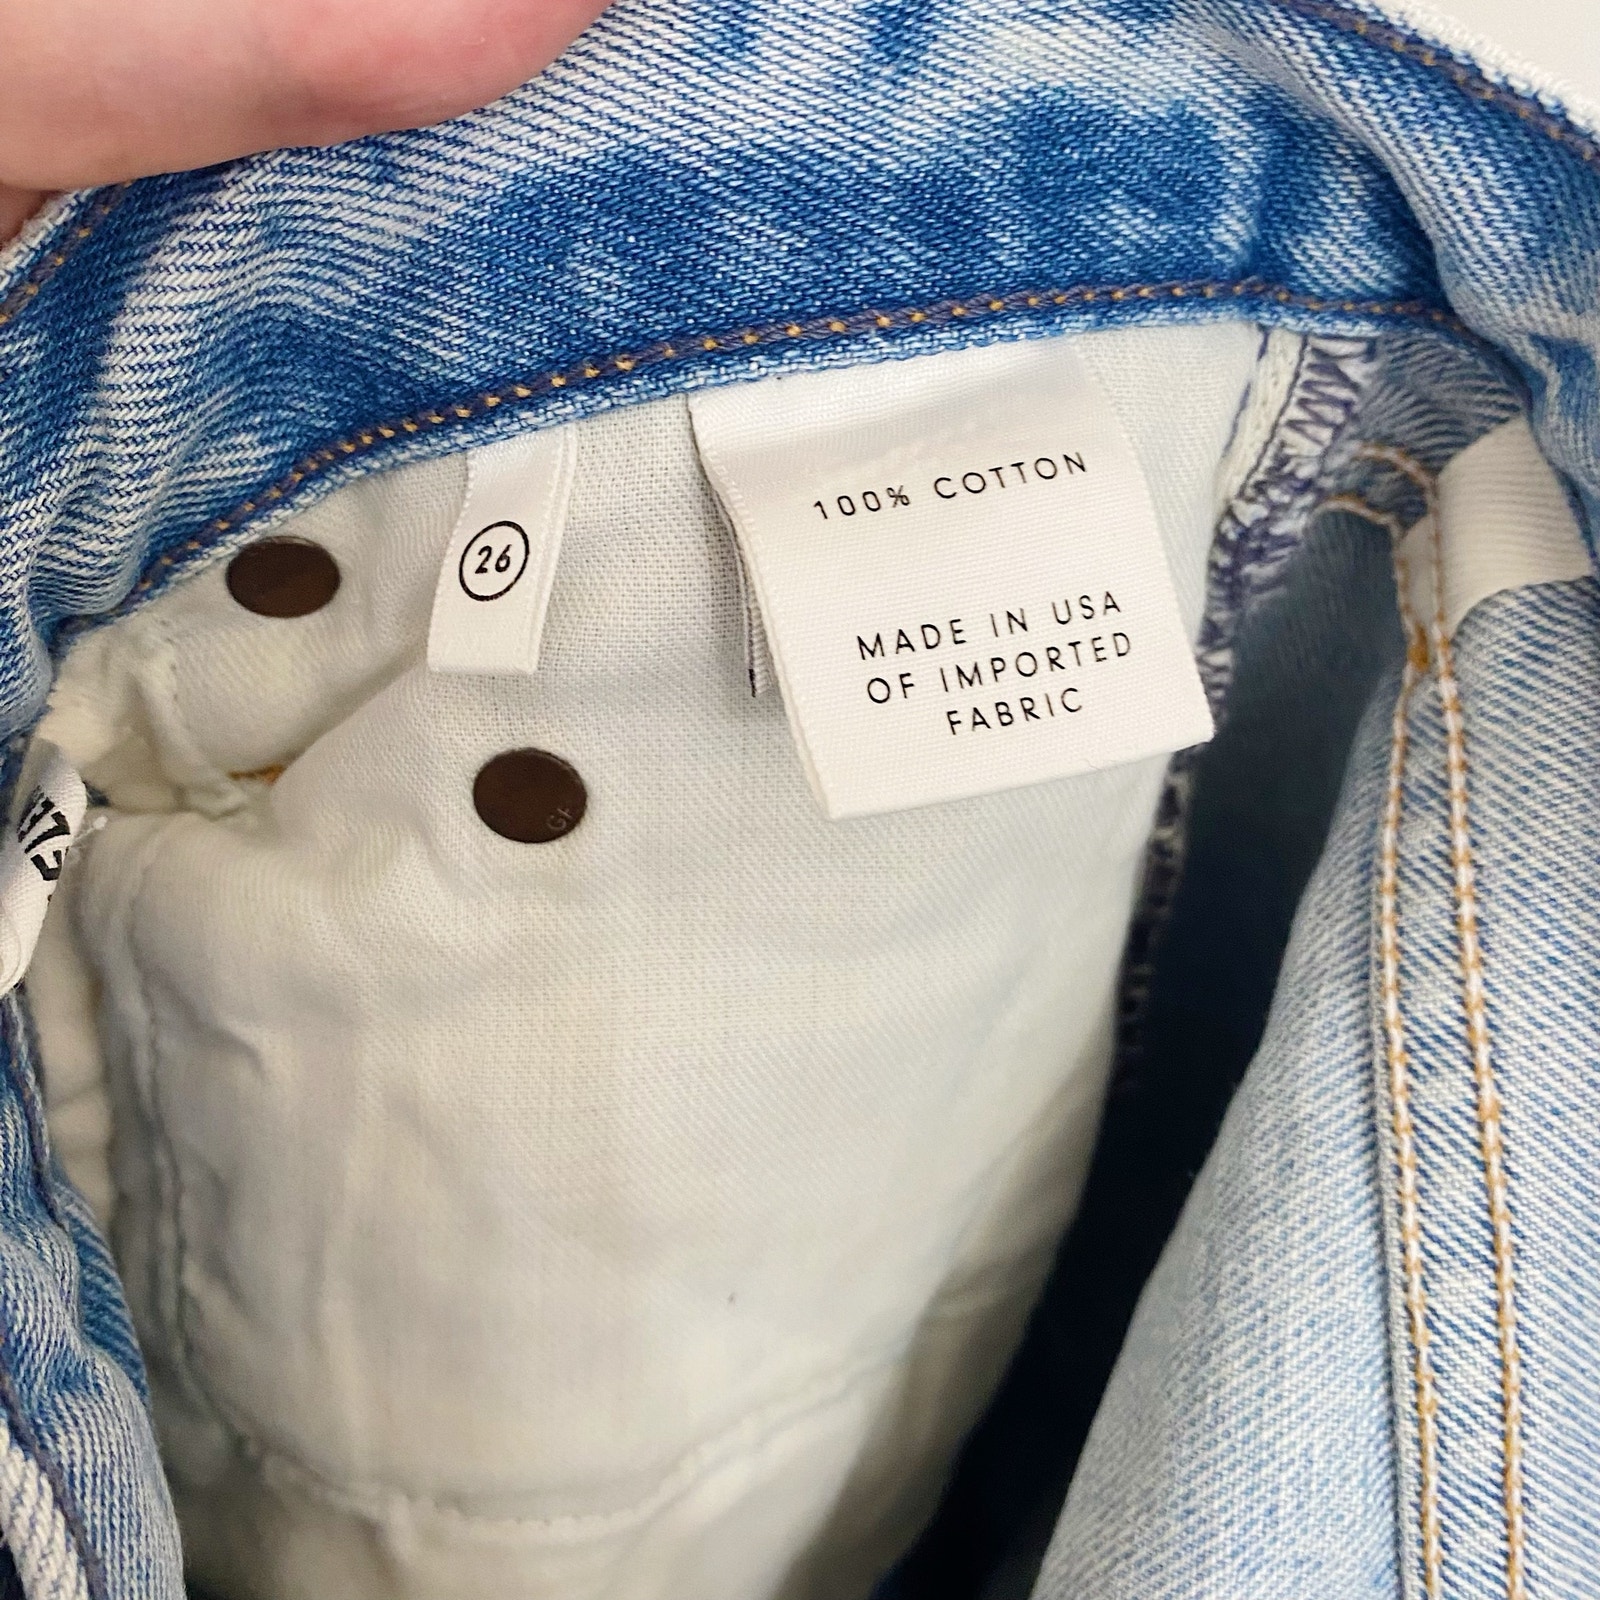 26
100% COTTON
MADE IN USA
OF IMPORTED
FABRIC